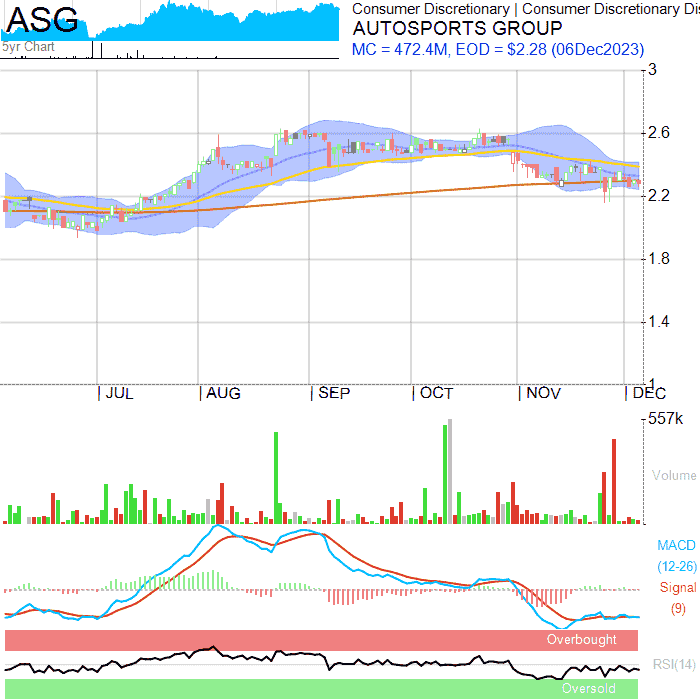 ASG
5yr Chart
Consumer Discretionary | Consumer Discretionary Dis
AUTOSPORTS GROUP
MC = 472.4M, EOD = $2.28 (06Dec2023)
3
2.6
2.2
1.8
1.4
1
JUL AUG SEP OCT NOV DEC
557k
Volume
MACD
(12-26)
Signal
(9)
Overbought
RSI(14)
Oversold